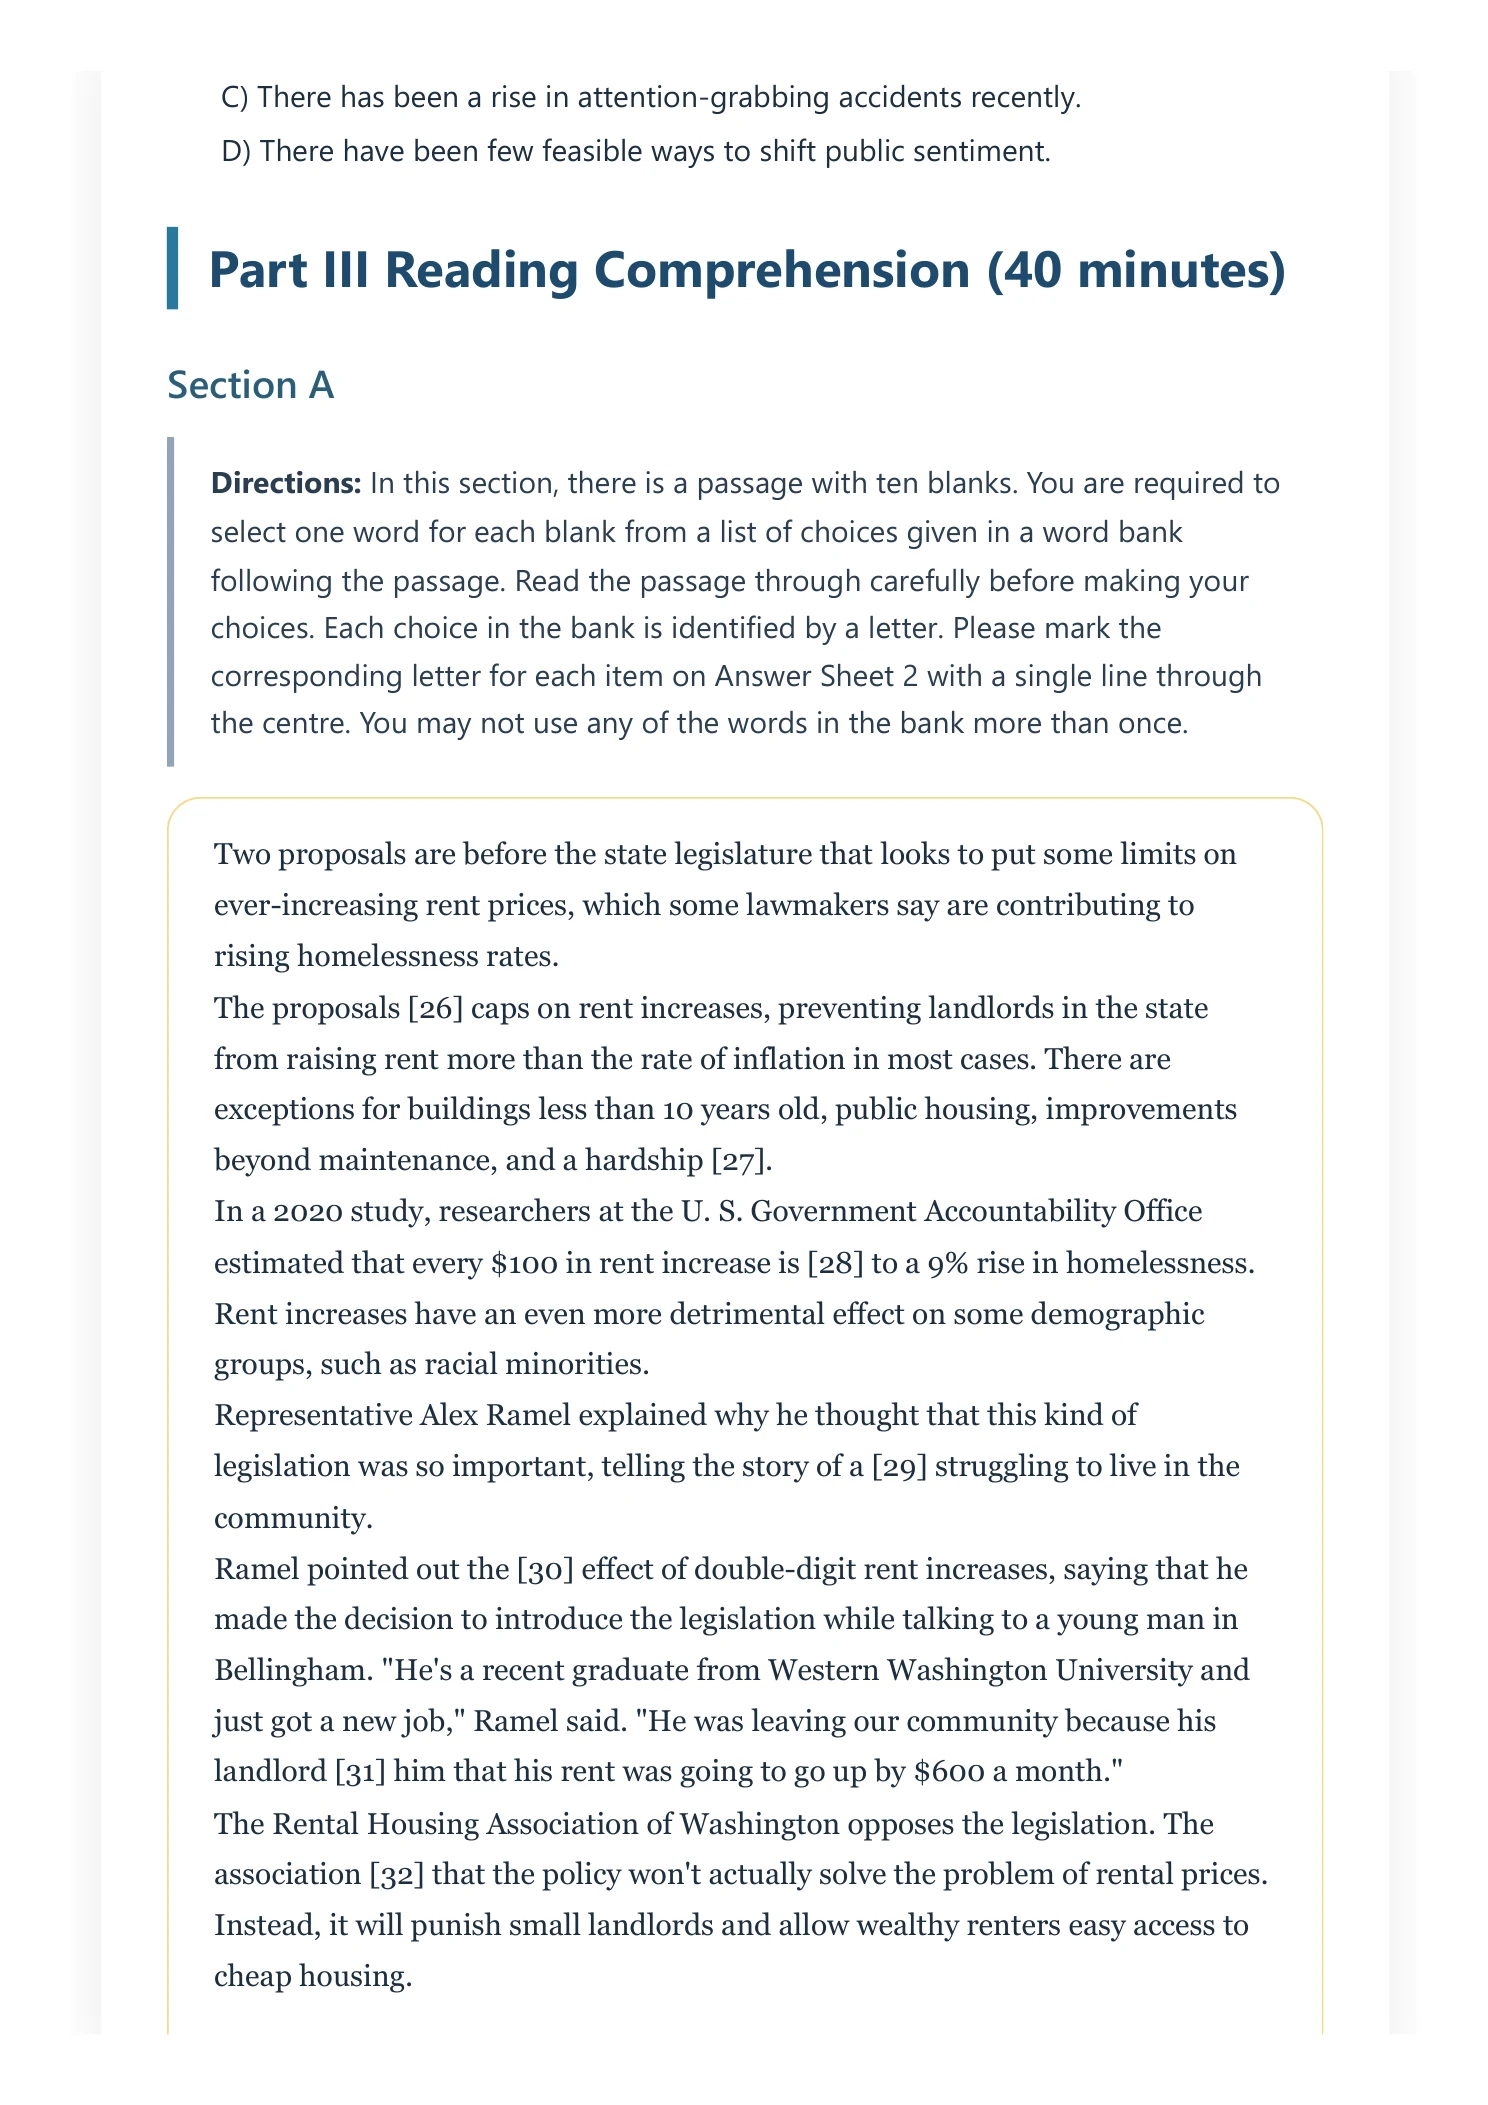 C) There has been a rise in attention-grabbing accidents recently.
D) There have been few feasible ways to shift public sentiment.
Part III Reading Comprehension (40 minutes)
Section A
Directions: In this section, there is a passage with ten blanks. You are required to
select one word for each blank from a list of choices given in a word bank
following the passage. Read the passage through carefully before making your
choices. Each choice in the bank is identified by a letter. Please mark the
corresponding letter for each item on Answer Sheet 2 with a single line through
the centre. You may not use any of the words in the bank more than once.
Two proposals are before the state legislature that looks to put some limits on
ever-increasing rent prices, which some lawmakers say are contributing to
rising homelessness rates.
The proposals [26] caps on rent increases, preventing landlords in the state
from raising rent more than the rate of inflation in most cases. There are
exceptions for buildings less than 10 years old, public housing, improvements
beyond maintenance, and a hardship [27].
In a 2020 study, researchers at the U. S. Government Accountability Office
estimated that every $100 in rent increase is [28] to a 9% rise in homelessness.
Rent increases have an even more detrimental effect on some demographic
groups, such as racial minorities.
Representative Alex Ramel explained why he thought that this kind of
legislation was so important, telling the story of a [29] struggling to live in the
community.
Ramel pointed out the [30] effect of double-digit rent increases, saying that he
made the decision to introduce the legislation while talking to a young man in
Bellingham. "He's a recent graduate from Western Washington University and
just got a new job," Ramel said. "He was leaving our community because his
landlord [31] him that his rent was going to go up by $600 a month."
The Rental Housing Association of Washington opposes the legislation. The
association [32] that the policy won't actually solve the problem of rental prices.
Instead, it will punish small landlords and allow wealthy renters easy access to
cheap housing.